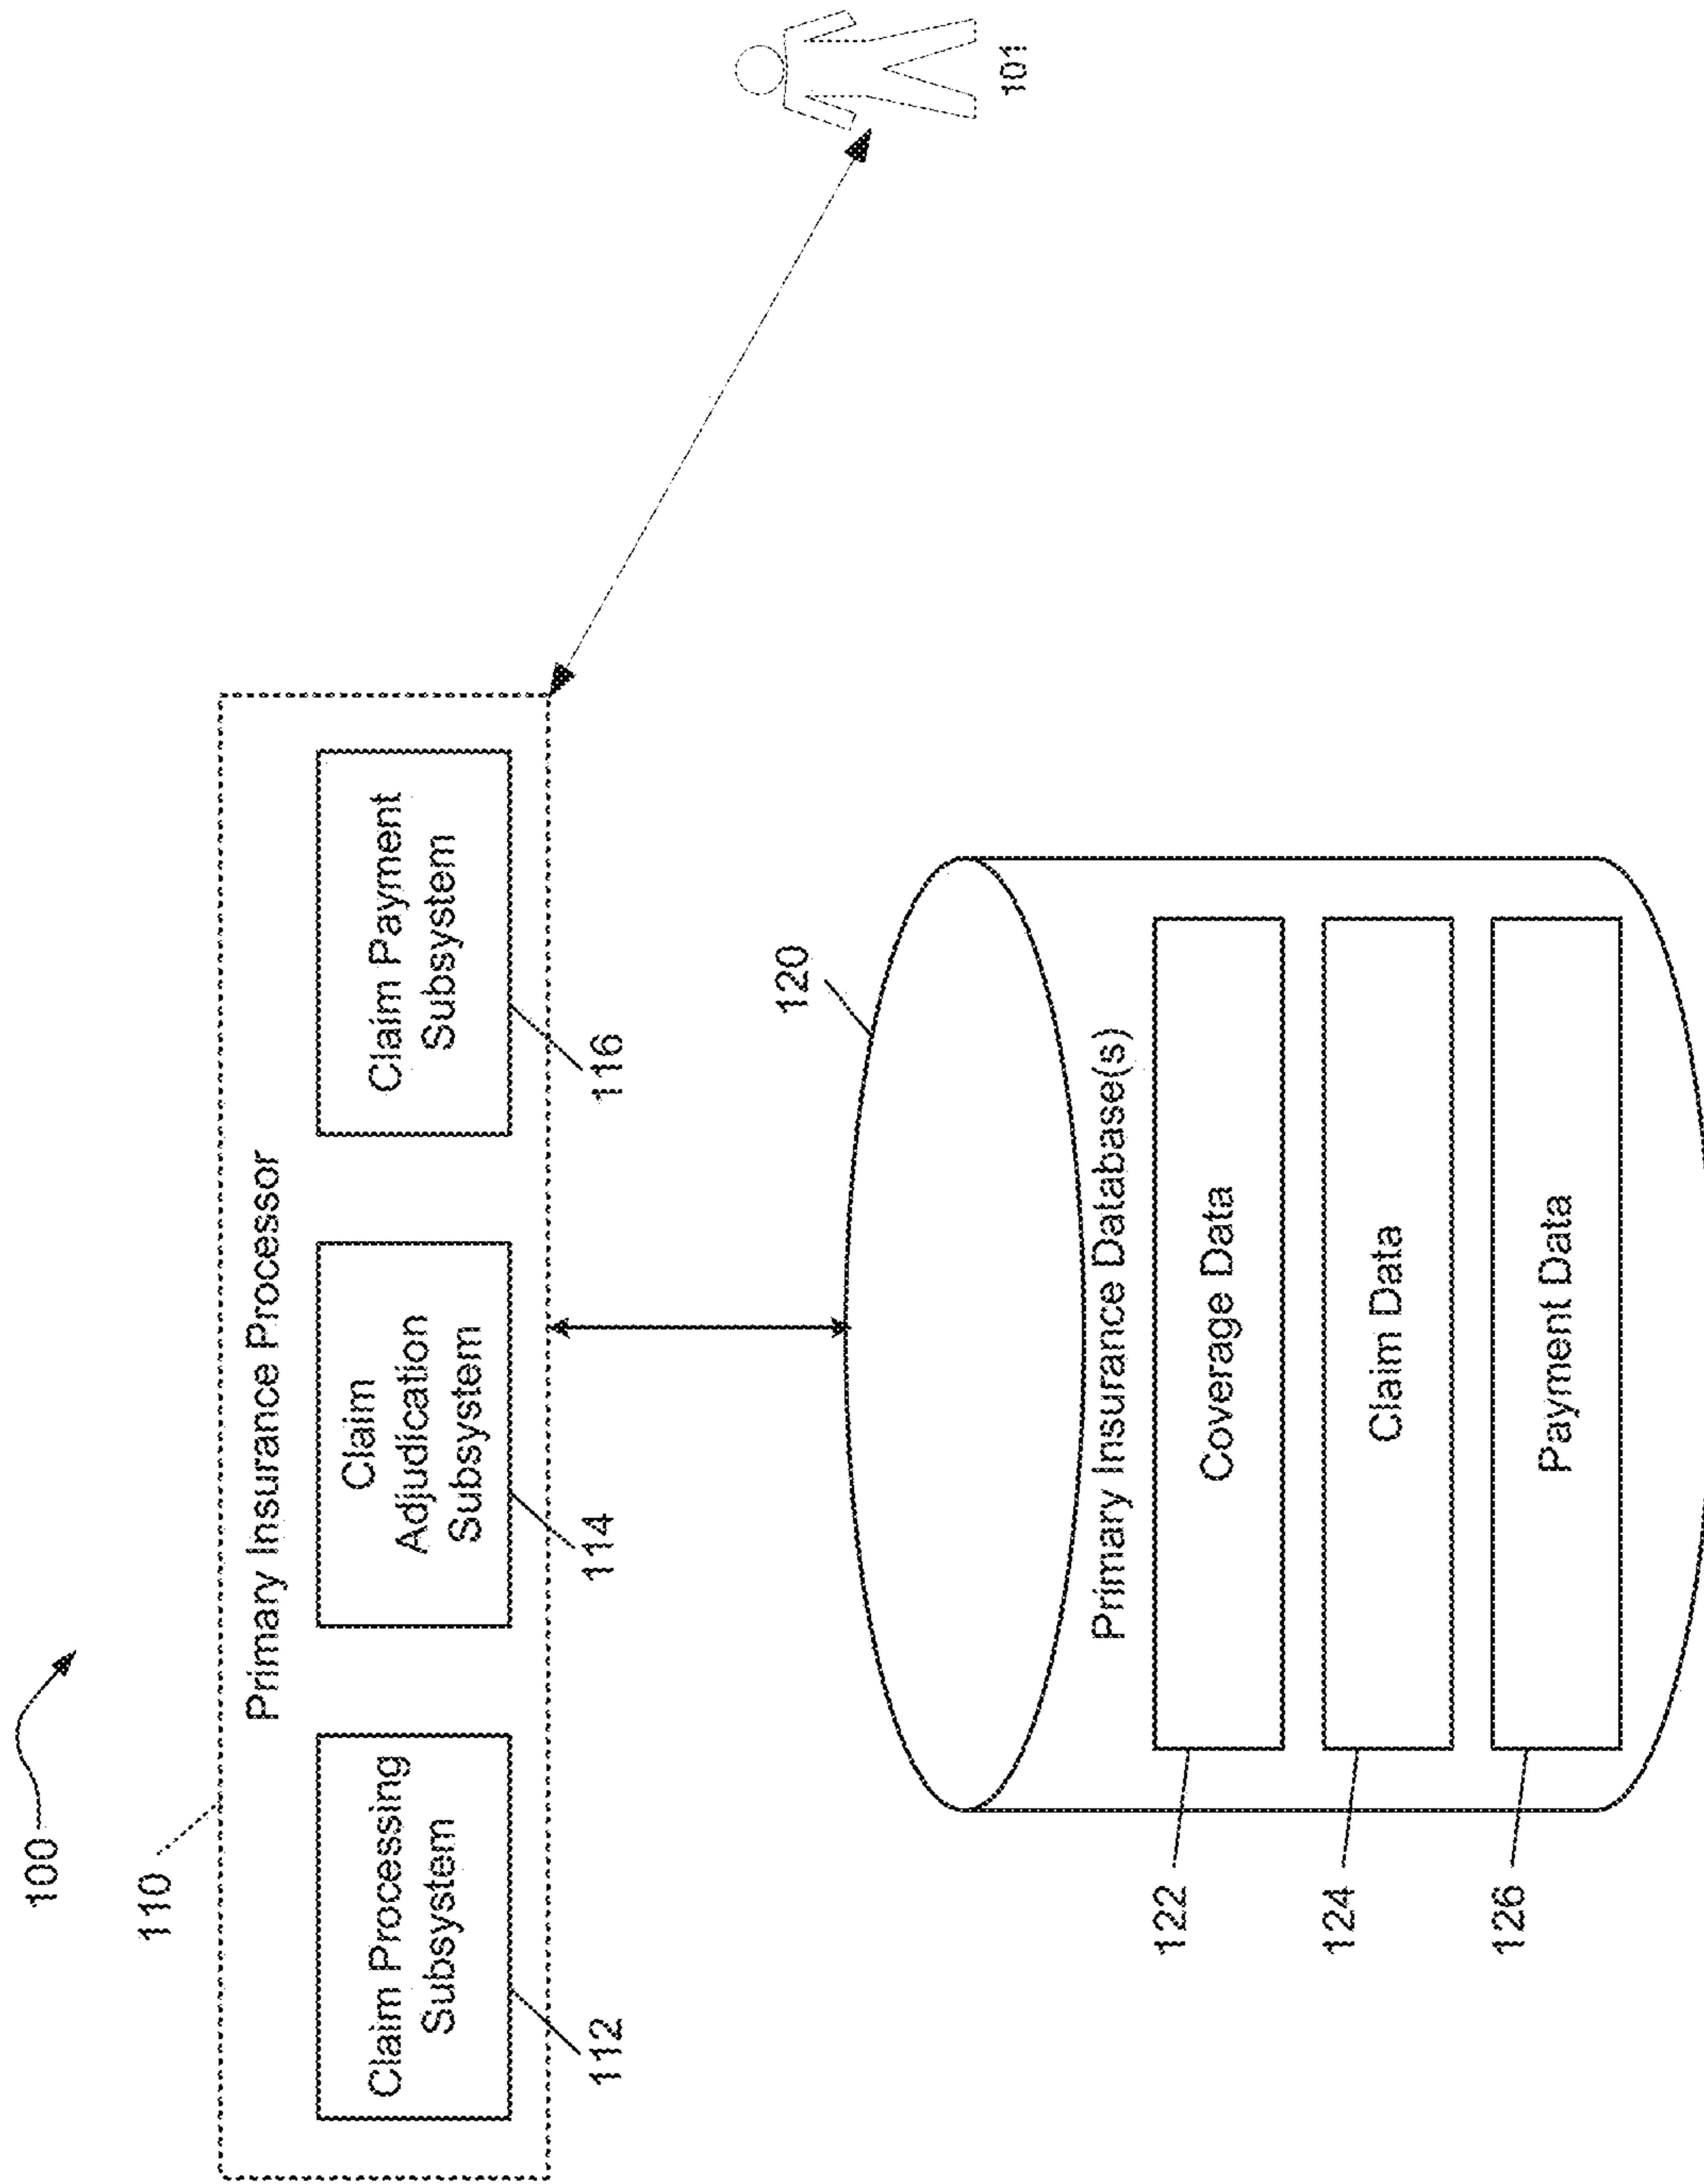 100
110
Primary Insurance Processor
Claim Processing
Subsystem
112
Claim
Adjudication
Subsystem
114
Claim Payment
Subsystem
116
101
120
Primary Insurance Database(s)
122
Coverage Data
124
Claim Data
126
Payment Data